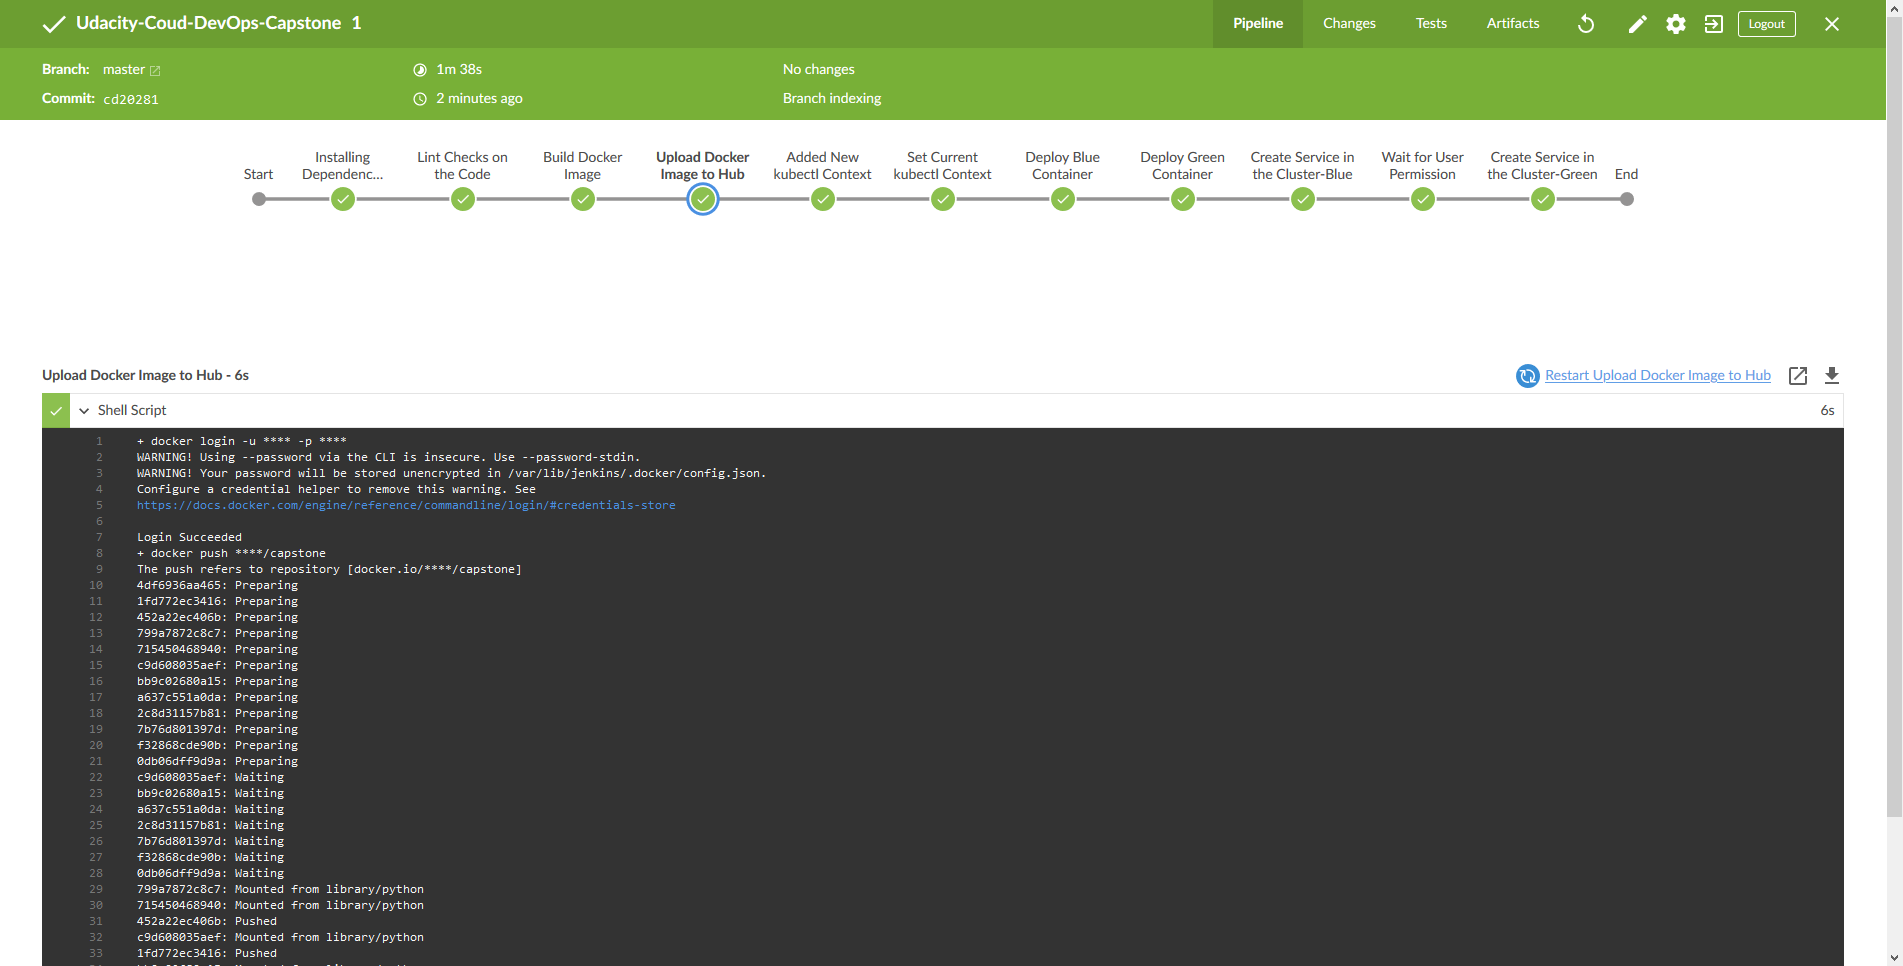 Udacity-Coud-DevOps-Capstone 1
Pipeline Changes Tests Artifacts Logout
Branch: master 1m 38s No changes
Commit: cd20281 2 minutes ago Branch indexing
Start
Installing Dependenc...
Lint Checks on the Code
Build Docker Image
Upload Docker Image to Hub
Added New kubectl Context
Set Current kubectl Context
Deploy Blue Container
Deploy Green Container
Create Service in the Cluster-Blue
Wait for User Permission
Create Service in the Cluster-Green
End
Upload Docker Image to Hub - 6s Restart Upload Docker Image to Hub
Shell Script 6s
1 + docker login -u **** -p ****
2 WARNING! Using --password via the CLI is insecure. Use --password-stdin.
3 WARNING! Your password will be stored unencrypted in /var/lib/jenkins/.docker/config.json.
4 Configure a credential helper to remove this warning. See
5 https://docs.docker.com/engine/reference/commandline/login/#credentials-store
6
7 Login Succeeded
8 + docker push ****/capstone
9 The push refers to repository [docker.io/****/capstone]
10 4df6936aa465: Preparing
11 1fd772ec3416: Preparing
12 452a22ec406b: Preparing
13 799a7872c8c7: Preparing
14 715450468940: Preparing
15 c9d608035aef: Preparing
16 bb9c02680a15: Preparing
17 a637c551a0da: Preparing
18 2c8d31157b81: Preparing
19 7b76d801397d: Preparing
20 f32868cde90b: Preparing
21 0db06dff9d9a: Preparing
22 c9d608035aef: Waiting
23 bb9c02680a15: Waiting
24 a637c551a0da: Waiting
25 2c8d31157b81: Waiting
26 7b76d801397d: Waiting
27 f32868cde90b: Waiting
28 0db06dff9d9a: Waiting
29 799a7872c8c7: Mounted from library/python
30 715450468940: Mounted from library/python
31 452a22ec406b: Pushed
32 c9d608035aef: Mounted from library/python
33 1fd772ec3416: Pushed